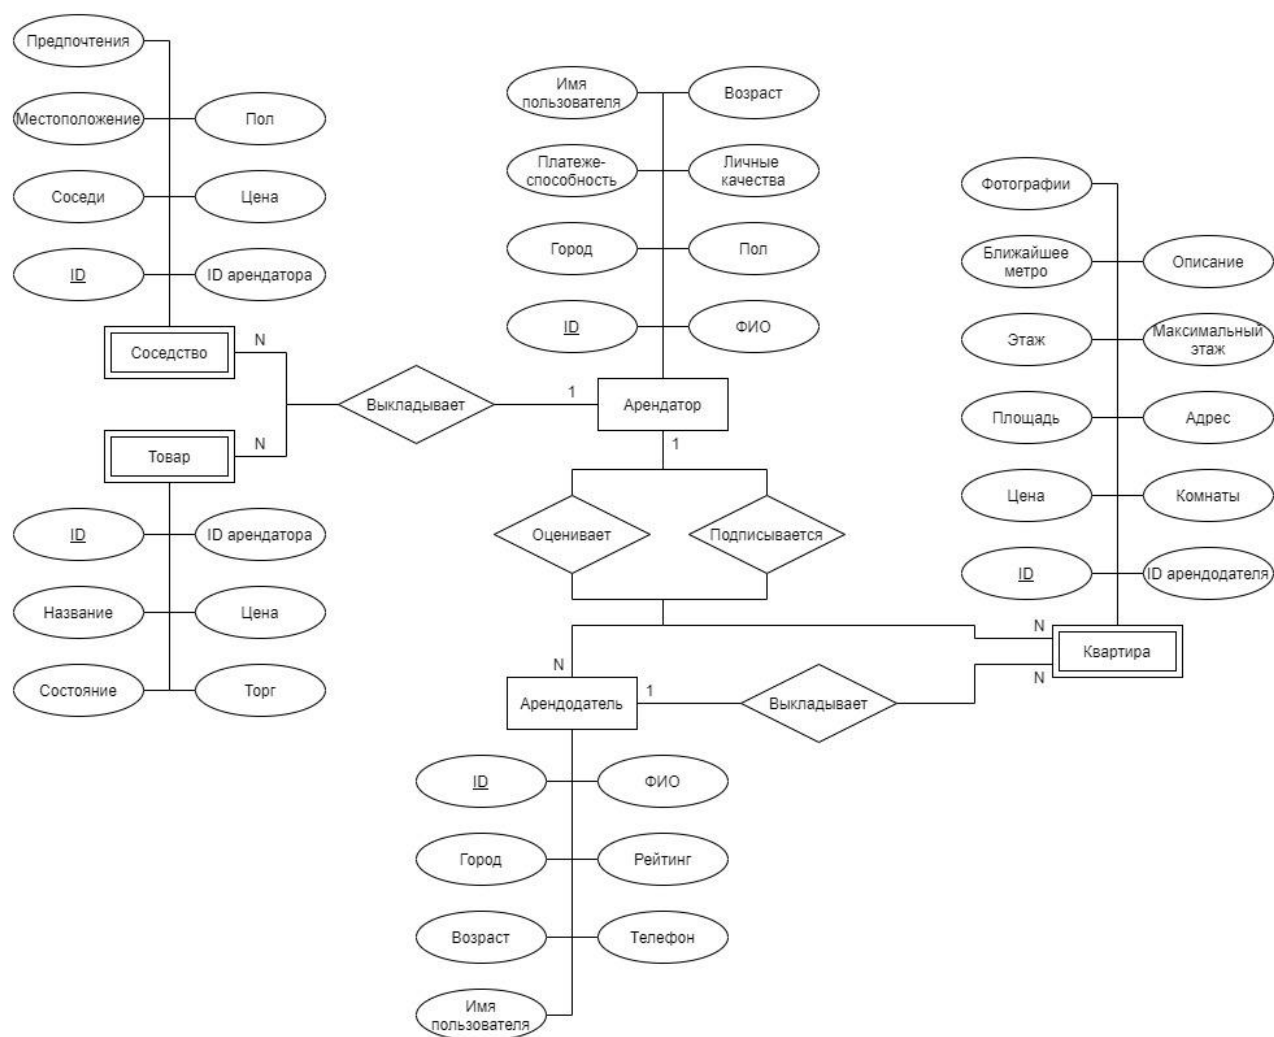 Предпочтения
Местоположение
Пол
Соседи
Цена
ID
ID арендатора
Соседство
N
Товар
N
ID
ID арендатора
Название
Цена
Состояние
Торг
Выкладывает
1
Имя
пользователя
Возраст
Платеже-
способность
Личные
качества
Город
Пол
ID
ФИО
Арендатор
1
Оценивает
Подписывается
Фотографии
Ближайшее
метро
Описание
Этаж
Максимальный
этаж
Площадь
Адрес
Цена
Комнаты
ID
ID арендодателя
N
Квартира
N
N
Арендодатель
1
Выкладывает
ID
ФИО
Город
Рейтинг
Возраст
Телефон
Имя
пользователя